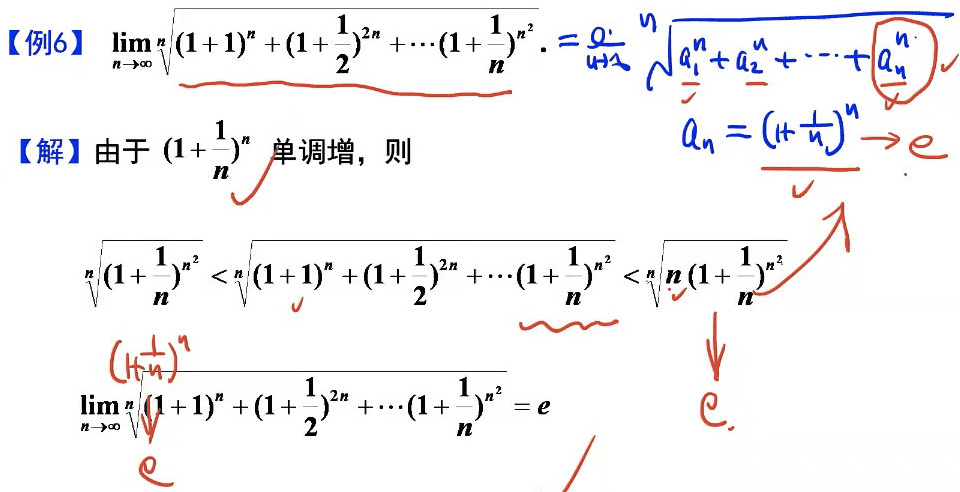 【例6】 $\lim\limits_{n\to\infty}\sqrt[n]{(1+1)^n+(1+\frac{1}{2})^{2n}+\cdots(1+\frac{1}{n})^{n^2}}.$ $\sqrt[n]{a_1^n+a_2^n+\cdots+a_n^n}$
$a_n=(1+\frac{1}{n})^n\to e$
【解】由于 $(1+\frac{1}{n})^n$ 单调增，则
$\sqrt[n]{(1+\frac{1}{n})^{n^2}}<\sqrt[n]{(1+1)^n+(1+\frac{1}{2})^{2n}+\cdots(1+\frac{1}{n})^{n^2}}<\sqrt[n]{n(1+\frac{1}{n})^{n^2}}$
$(1+\frac{1}{n})^n$
$\lim\limits_{n\to\infty}\sqrt[n]{(1+1)^n+(1+\frac{1}{2})^{2n}+\cdots(1+\frac{1}{n})^{n^2}}=e$
e.
e